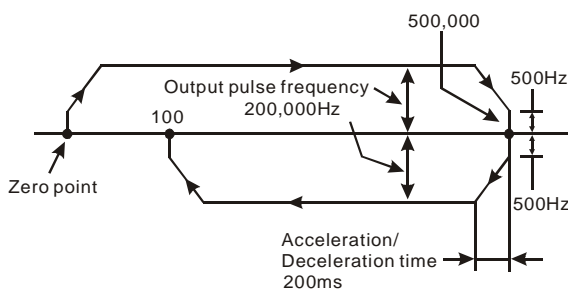 500,000
Output pulse frequency
200,000Hz
500Hz
100
Zero point
500Hz
Acceleration/
Deceleration time
200ms